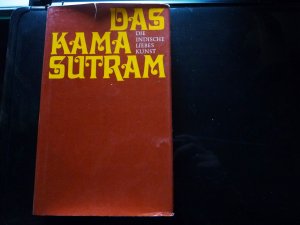 DAS
KAMA
SUTRAM
DIE
INDISCHE
LIEBES
KUNST